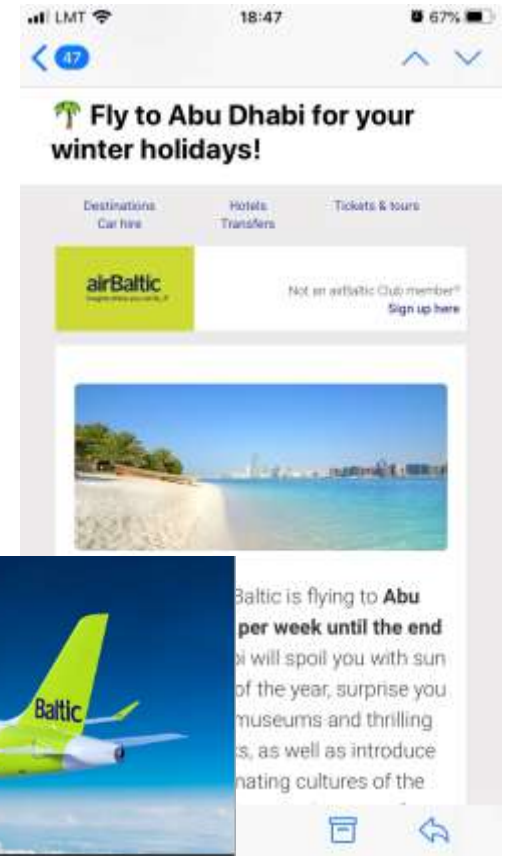 LMT 18:47 67%
47
Fly to Abu Dhabi for your
winter holidays!
Destinations Hotels Tickets & tours
Car hire Transfers
airBaltic
Not an airBaltic Club member?
Sign up here
Baltic is flying to Abu
per week until the end
bi will spoil you with sun
of the year, surprise you
museums and thrilling
s, as well as introduce
nating cultures of the
Baltic